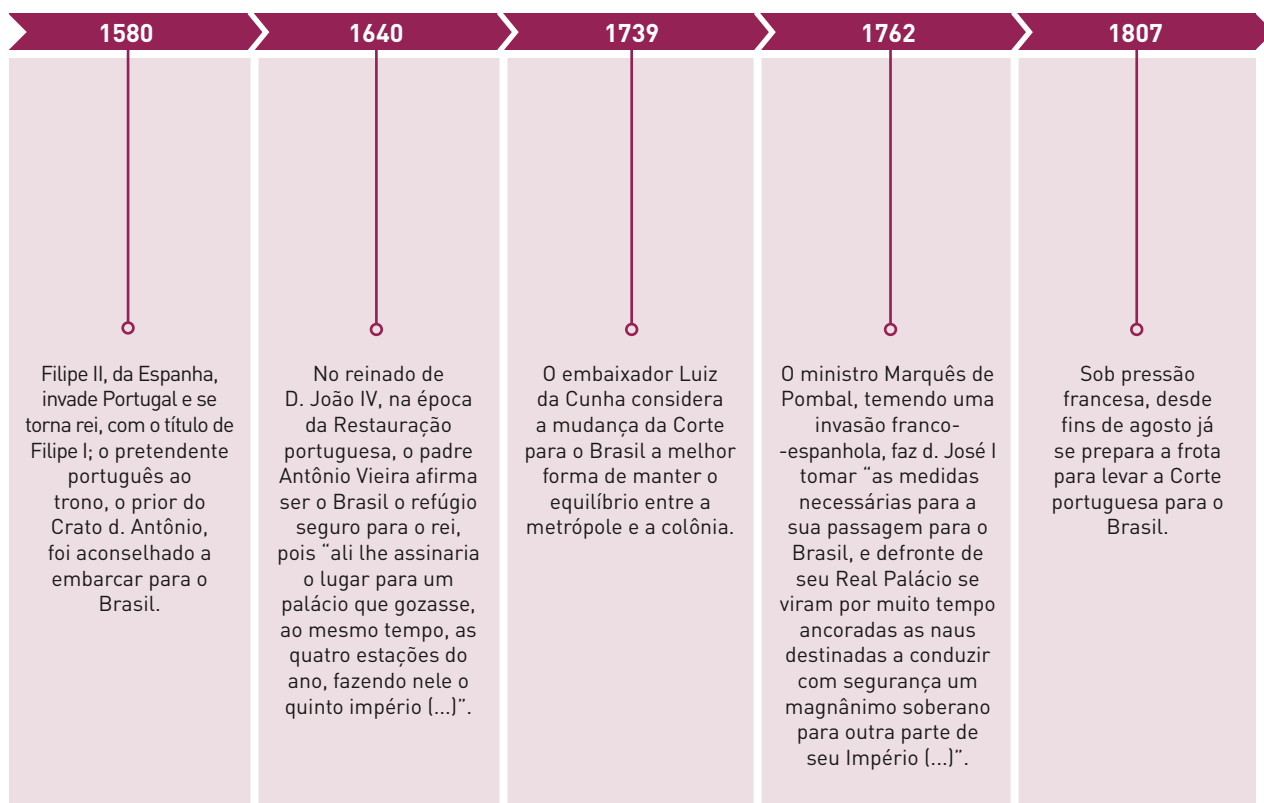 1580
1640
1739
1762
1807
Filipe II, da Espanha,
invade Portugal e se
torna rei, com o título de
Filipe I; o pretendente
português ao
trono, o prior do
Crato d. Antônio,
foi aconselhado a
embarcar para o
Brasil.
No reinado de
D. João IV, na época
da Restauração
portuguesa, o padre
Antônio Vieira afirma
ser o Brasil o refúgio
seguro para o rei,
pois “ali lhe assinaria
o lugar para um
palácio que gozasse,
ao mesmo tempo, as
quatro estações do
ano, fazendo nele o
quinto império (...)”.
O embaixador Luiz
da Cunha considera
a mudança da Corte
para o Brasil a melhor
forma de manter o
equilíbrio entre a
metrópole e a colônia.
O ministro Marquês de
Pombal, temendo uma
invasão franco-
-espanhola, faz d. José I
tomar “as medidas
necessárias para a
sua passagem para o
Brasil, e defronte de
seu Real Palácio se
viram por muito tempo
ancoradas as naus
destinadas a conduzir
com segurança um
magnânimo soberano
para outra parte de
seu Império (...)”.
Sob pressão
francesa, desde
fins de agosto já
se prepara a frota
para levar a Corte
portuguesa para o
Brasil.